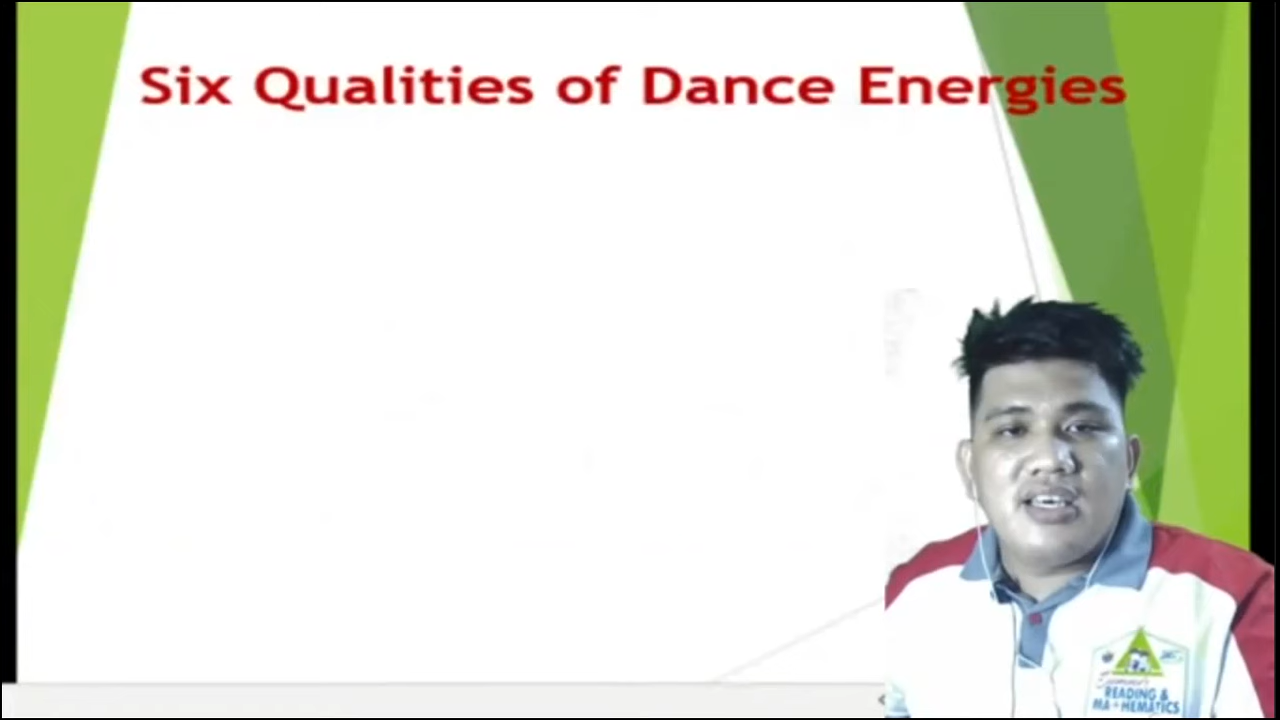 Six Qualities of Dance Energies
READING &
MATHEMATICS